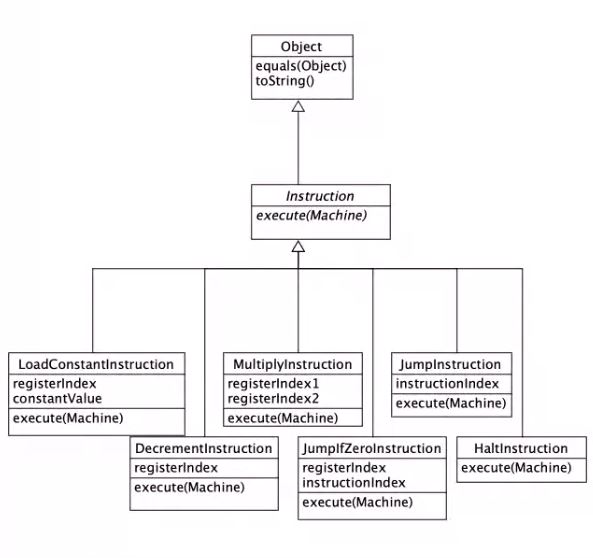 Object
equals(Object)
toString()
Instruction
execute(Machine)
LoadConstantInstruction
registerIndex
constantValue
execute(Machine)
MultiplyInstruction
registerIndex1
registerIndex2
execute(Machine)
JumpInstruction
instructionIndex
execute(Machine)
DecrementInstruction
registerIndex
execute(Machine)
JumpIfZeroInstruction
registerIndex
instructionIndex
execute(Machine)
HaltInstruction
execute(Machine)